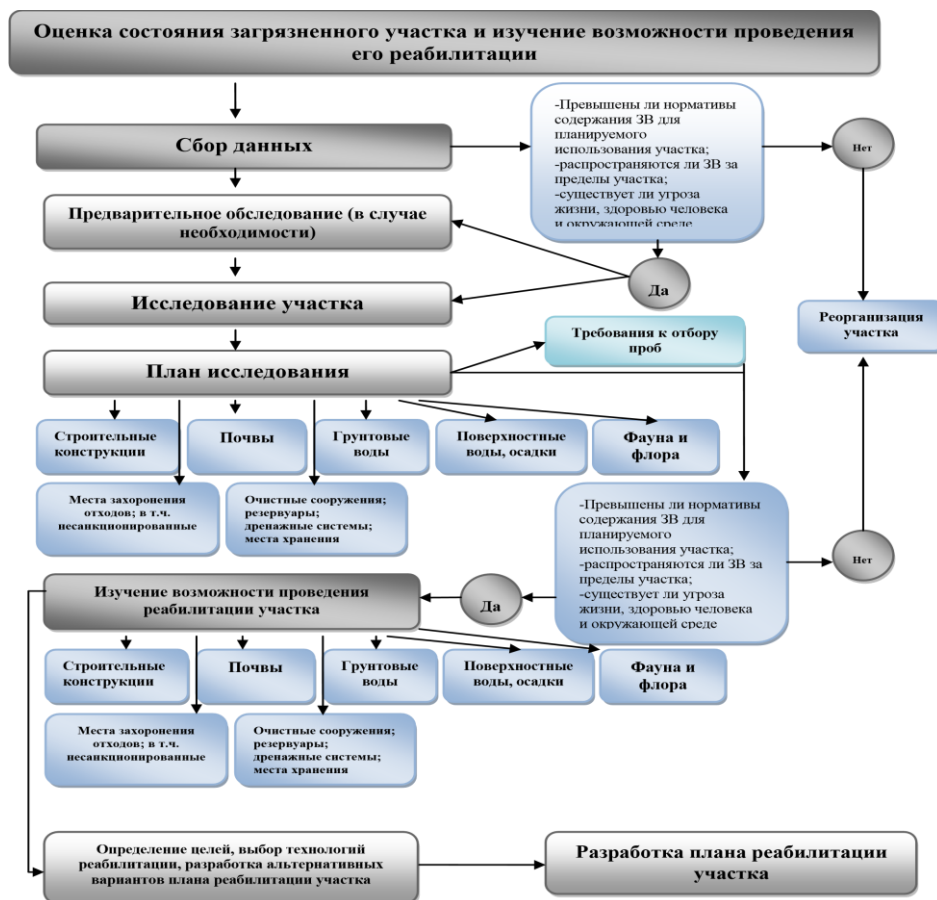 Оценка состояния загрязненного участка и изучение возможности проведения
его реабилитации
Сбор данных
-Превышены ли нормативы
содержания ЗВ для
планируемого
использования участка;
-распространяются ли ЗВ за
пределы участка;
-существует ли угроза
жизни, здоровью человека
и окружающей среде
Нет
Предварительное обследование (в случае
необходимости)
Да
Исследование участка
Реорганизация
участка
Требования к отбору
проб
План исследования
Строительные
конструкции
Почвы
Грунтовые
воды
Поверхностные
воды, осадки
Фауна и
флора
Места захоронения
отходов; в т.ч.
несанкционированные
Очистные сооружения;
резервуары;
дренажные системы;
места хранения
-Превышены ли нормативы
содержания ЗВ для
планируемого
использования участка;
-распространяются ли ЗВ за
пределы участка;
-существует ли угроза
жизни, здоровью человека
и окружающей среде
Нет
Изучение возможности проведения
реабилитации участка
Да
Строительные
конструкции
Почвы
Грунтовые
воды
Поверхностные
воды, осадки
Фауна и
флора
Места захоронения
отходов; в т.ч.
несанкционированные
Очистные сооружения;
резервуары;
дренажные системы;
места хранения
Определение целей, выбор технологий
реабилитации, разработка альтернативных
вариантов плана реабилитации участка
Разработка плана реабилитации
участка